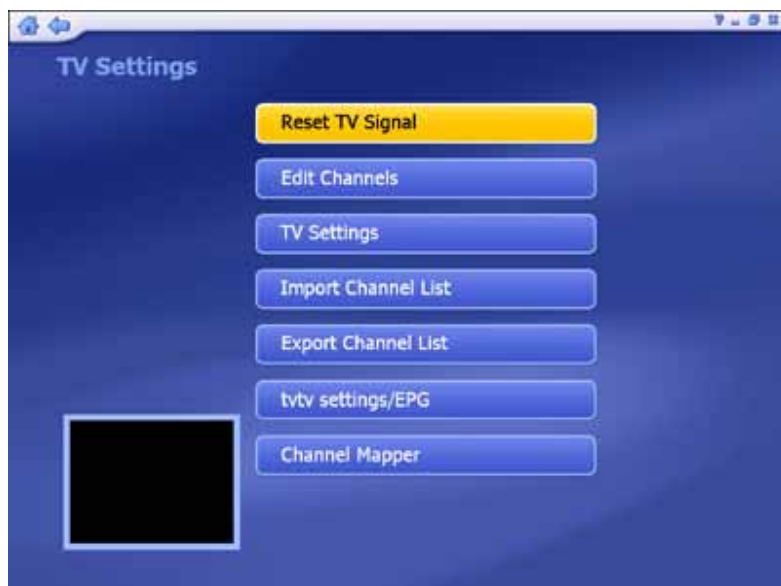 TV Settings
Reset TV Signal
Edit Channels
TV Settings
Import Channel List
Export Channel List
tvtv settings/EPG
Channel Mapper